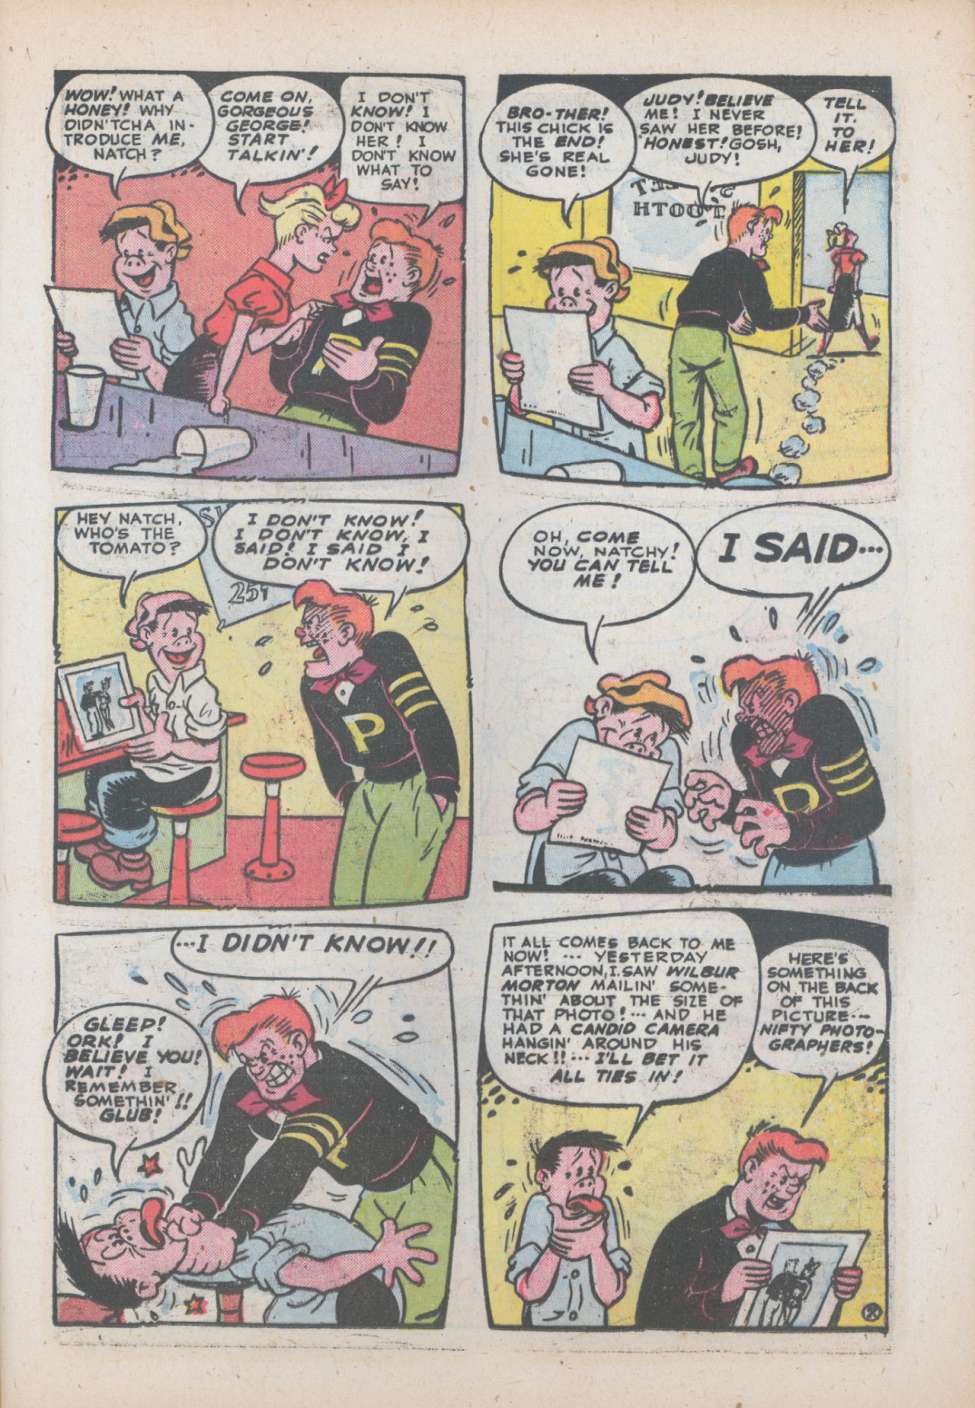 WOW! WHAT A
HONEY! WHY
DIDN'TCHA IN-
TRODUCE ME,
NATCH?
COME ON,
GORGEOUS
GEORGE!
START
TALKIN'!
I DON'T
KNOW! I
DON'T KNOW
HER! I
DON'T KNOW
WHAT TO
SAY!
P
BRO-THER!
THIS CHICK IS
THE END!
SHE'S REAL
GONE!
JUDY! BELIEVE
ME! I NEVER
SAW HER BEFORE!
HONEST! GOSH,
JUDY!
TELL
IT
TO
HER!
TOOTH
HEY NATCH,
WHO'S THE
TOMATO?
I DON'T KNOW!
I DON'T KNOW, I
SAID! I SAID I
DON'T KNOW!
25¢
P
OH, COME
NOW, NATCHY!
YOU CAN TELL
ME!
I SAID...
P
...I DIDN'T KNOW!!
GLEEP!
ORK! I
BELIEVE YOU!
WAIT! I
REMEMBER
SOMETHIN'!!
GLUB!
IT ALL COMES BACK TO ME
NOW! ... YESTERDAY
AFTERNOON, I SAW WILBUR
MORTON MAILIN' SOME-
THIN' ABOUT THE SIZE OF
THAT PHOTO! ... AND HE
HAD A CANDID CAMERA
HANGIN' AROUND HIS
NECK!! ... I'LL BET IT
ALL TIES IN!
HERE'S
SOMETHING
ON THE BACK
OF THIS
PICTURE...
NIFTY PHOTO-
GRAPHERS!